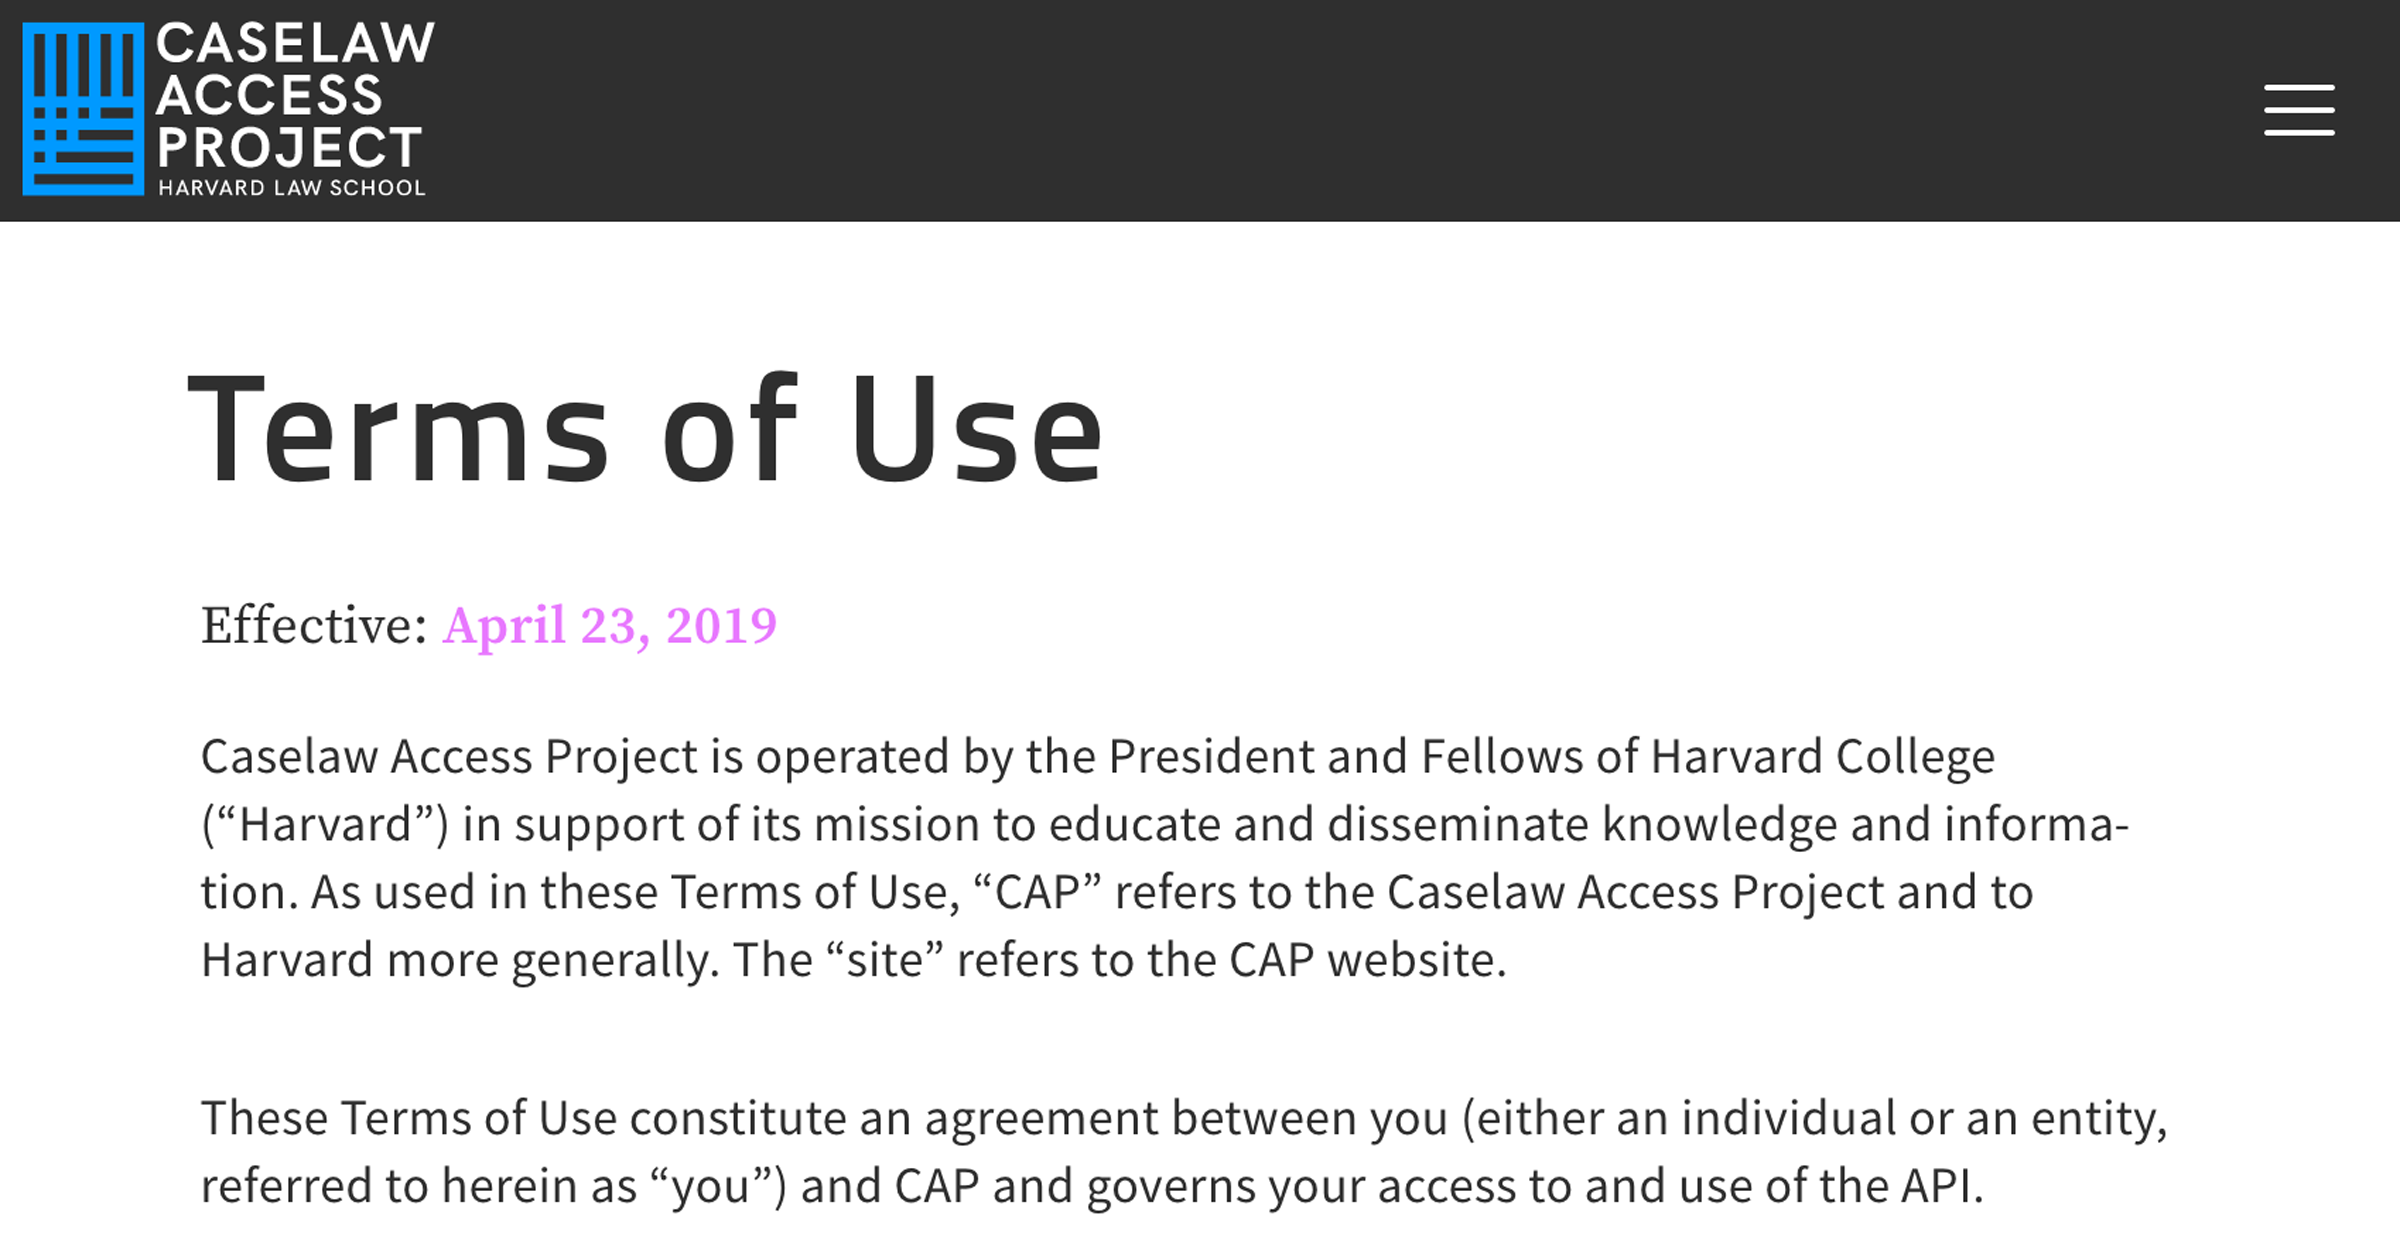 CASELAW
ACCESS
PROJECT
HARVARD LAW SCHOOL
Terms of Use
Effective: April 23, 2019
Caselaw Access Project is operated by the President and Fellows of Harvard College
(“Harvard”) in support of its mission to educate and disseminate knowledge and informa-
tion. As used in these Terms of Use, “CAP” refers to the Caselaw Access Project and to
Harvard more generally. The “site” refers to the CAP website.
These Terms of Use constitute an agreement between you (either an individual or an entity,
referred to herein as “you”) and CAP and governs your access to and use of the API.